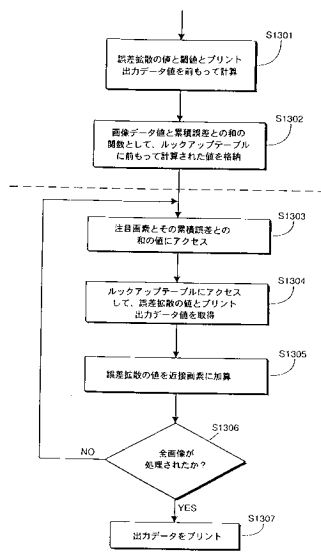 S1301
誤差拡散の値と閾値とプリント
出力データ値を前もって計算
S1302
画像データ値と累積誤差との和の
関数として、ルックアップテーブル
に前もって計算された値を格納
S1303
注目画素とその累積誤差との
和の値にアクセス
S1304
ルックアップテーブルにアクセス
して、誤差拡散の値とプリント
出力データ値を取得
S1305
誤差拡散の値を近接画素に加算
S1306
全画像が
処理されたか？
NO
YES
S1307
出力データをプリント